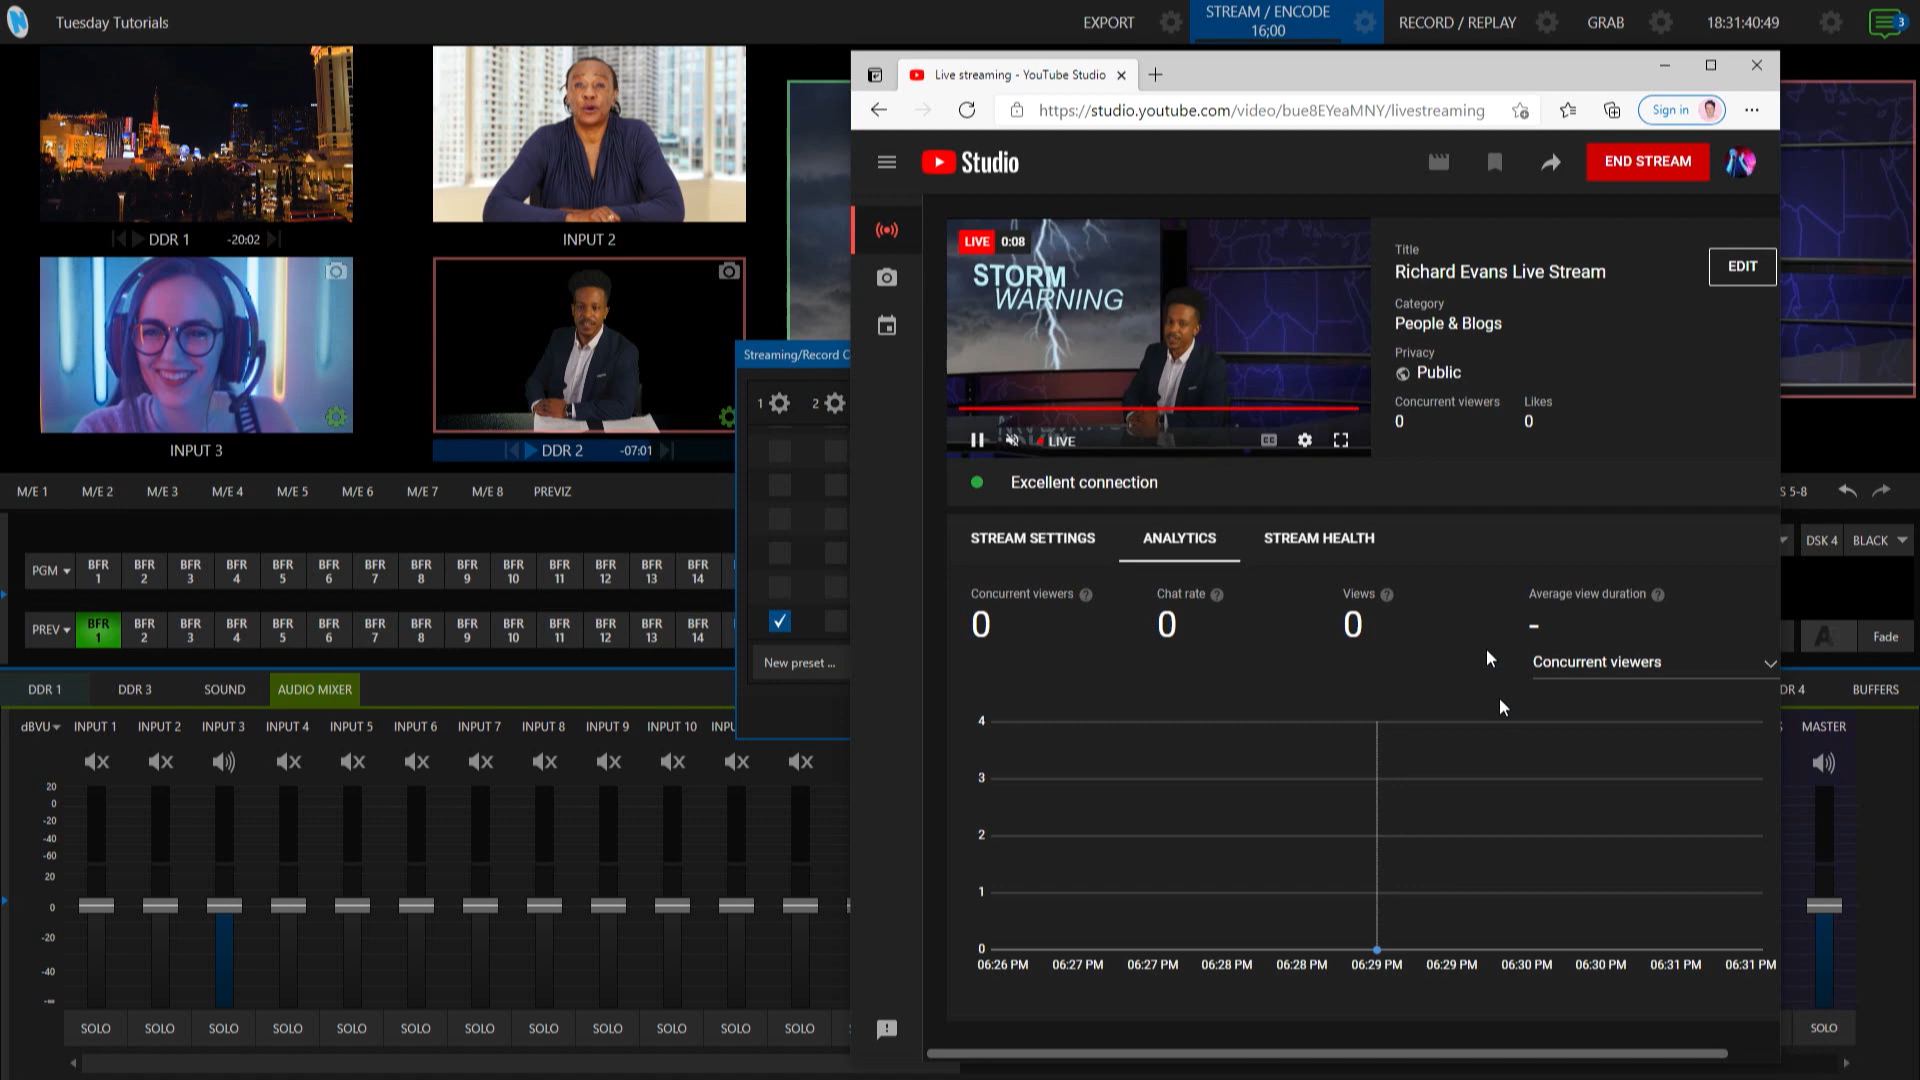 Tuesday Tutorials
EXPORT
STREAM / ENCODE
16;00
RECORD / REPLAY
GRAB
18:31:40:49
3
DDR 1 -20:02
INPUT 2
INPUT 3
DDR 2 -07:01
Live streaming - YouTube Studio
https://studio.youtube.com/video/bue8EYeaMNY/livestreaming
Sign in
Studio
END STREAM
LIVE 0:08
STORM
WARNING
LIVE
Title
Richard Evans Live Stream
EDIT
Category
People & Blogs
Privacy
Public
Concurrent viewers Likes
0 0
Excellent connection
STREAM SETTINGS ANALYTICS STREAM HEALTH
Concurrent viewers Chat rate Views Average view duration
0 0 0 -
Concurrent viewers
4
3
2
1
0
06:26 PM 06:27 PM 06:27 PM 06:28 PM 06:28 PM 06:29 PM 06:29 PM 06:30 PM 06:30 PM 06:31 PM 06:31 PM
Streaming/Record C
1 2
New preset ...
M/E 1 M/E 2 M/E 3 M/E 4 M/E 5 M/E 6 M/E 7 M/E 8 PREVIZ
S 5-8
PGM BFR 1 BFR 2 BFR 3 BFR 4 BFR 5 BFR 6 BFR 7 BFR 8 BFR 9 BFR 10 BFR 11 BFR 12 BFR 13 BFR 14
DSK 4 BLACK
PREV BFR 1 BFR 2 BFR 3 BFR 4 BFR 5 BFR 6 BFR 7 BFR 8 BFR 9 BFR 10 BFR 11 BFR 12 BFR 13 BFR 14
Fade
DDR 1 DDR 3 SOUND AUDIO MIXER
DR 4 BUFFERS
dBVU INPUT 1 INPUT 2 INPUT 3 INPUT 4 INPUT 5 INPUT 6 INPUT 7 INPUT 8 INPUT 9 INPUT 10 INPU
MASTER
20
0
-20
-40
-60
20
0
-20
-40
-∞
SOLO SOLO SOLO SOLO SOLO SOLO SOLO SOLO SOLO SOLO SOLO SOLO
SOLO